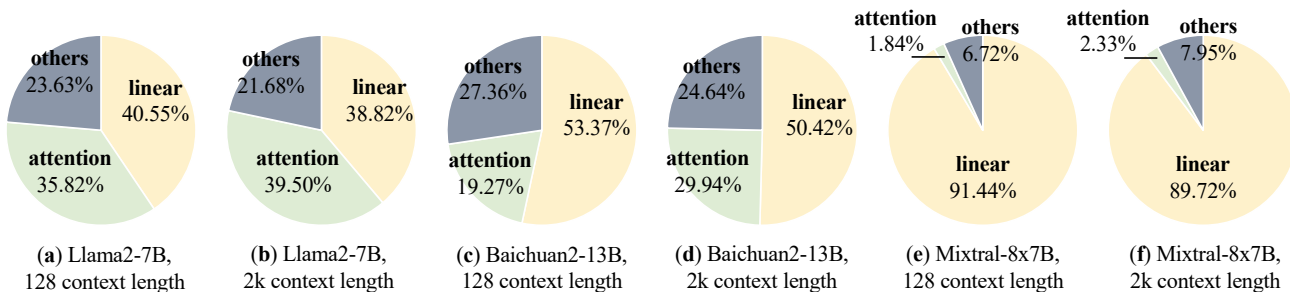 others
23.63%
linear
40.55%
attention
35.82%
(a) Llama2-7B,
128 context length
others
21.68%
linear
38.82%
attention
39.50%
(b) Llama2-7B,
2k context length
others
27.36%
linear
53.37%
attention
19.27%
(c) Baichuan2-13B,
128 context length
others
24.64%
linear
50.42%
attention
29.94%
(d) Baichuan2-13B,
2k context length
attention
1.84%
others
6.72%
linear
91.44%
(e) Mixtral-8x7B,
128 context length
attention
2.33%
others
7.95%
linear
89.72%
(f) Mixtral-8x7B,
2k context length